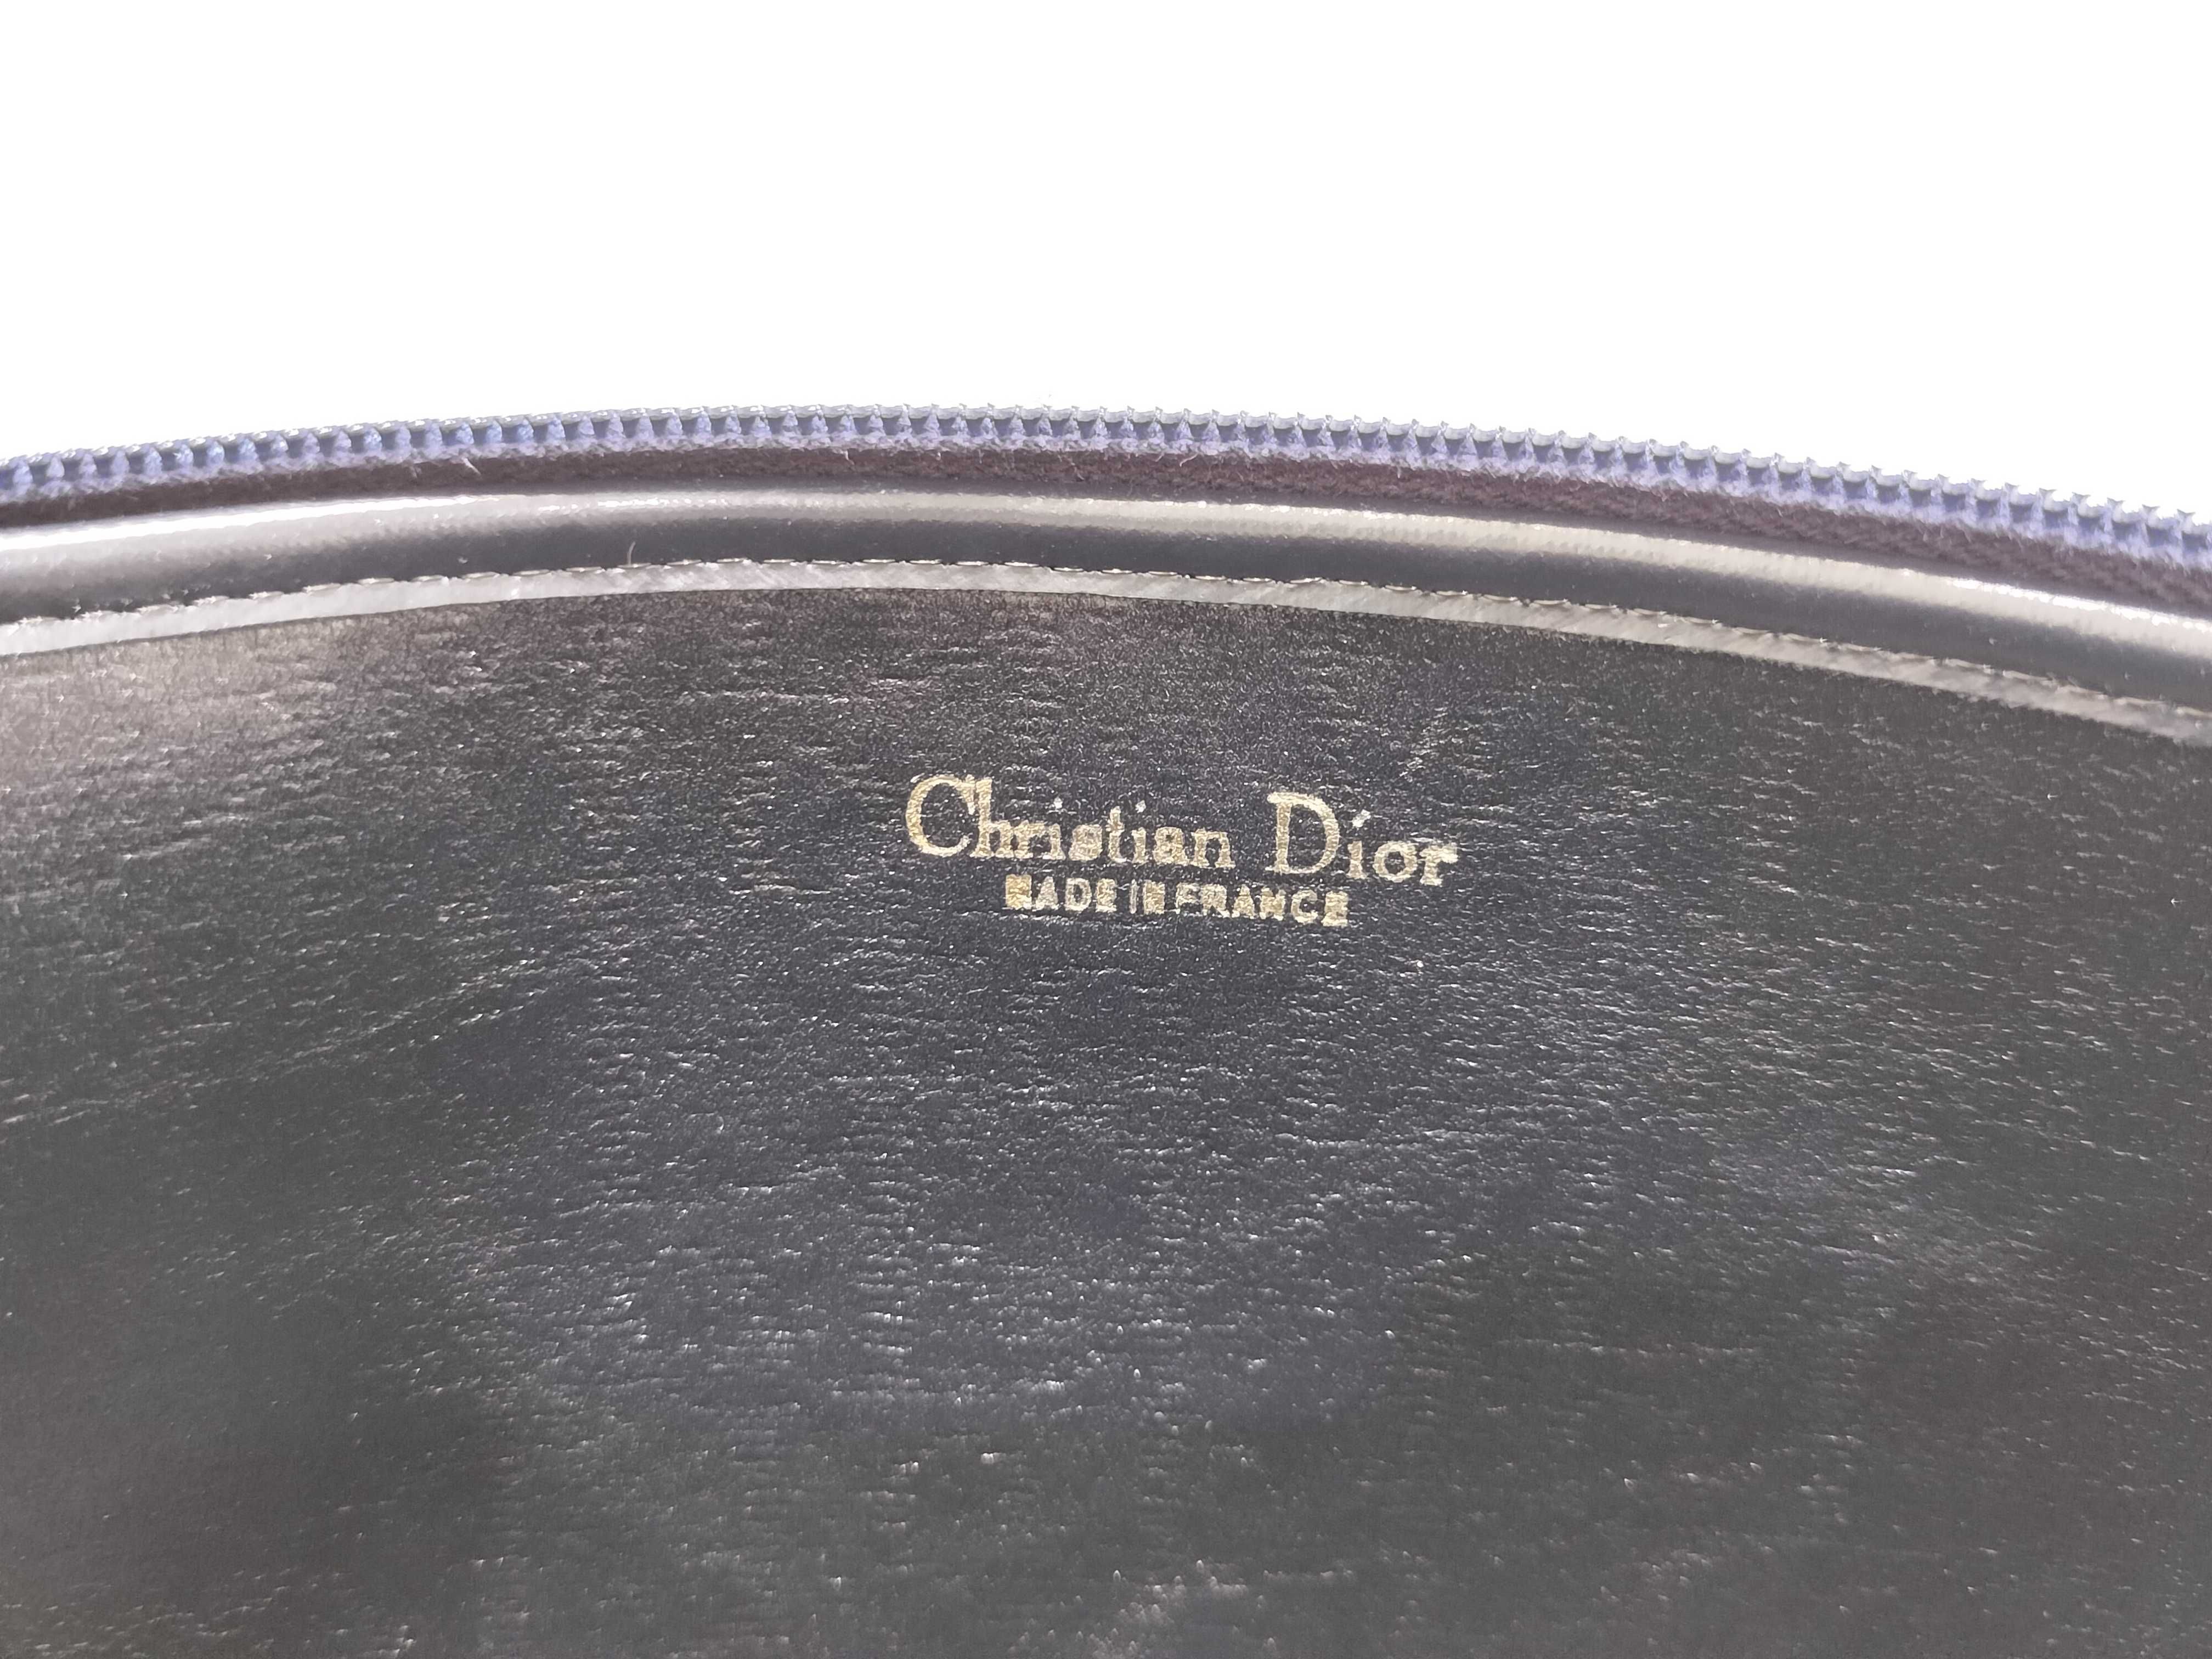 Christian Dior
MADE IN FRANCE